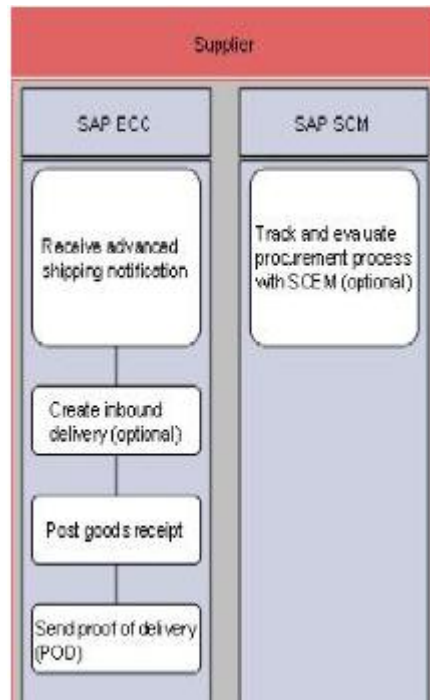 Supplier
SAP ECC
SAP SCM
Receive advanced
shipping notification
Track and evaluate
procurement process
with SCEM (optional)
Create inbound
delivery (optional)
Post goods receipt
Send proof of delivery
(POD)